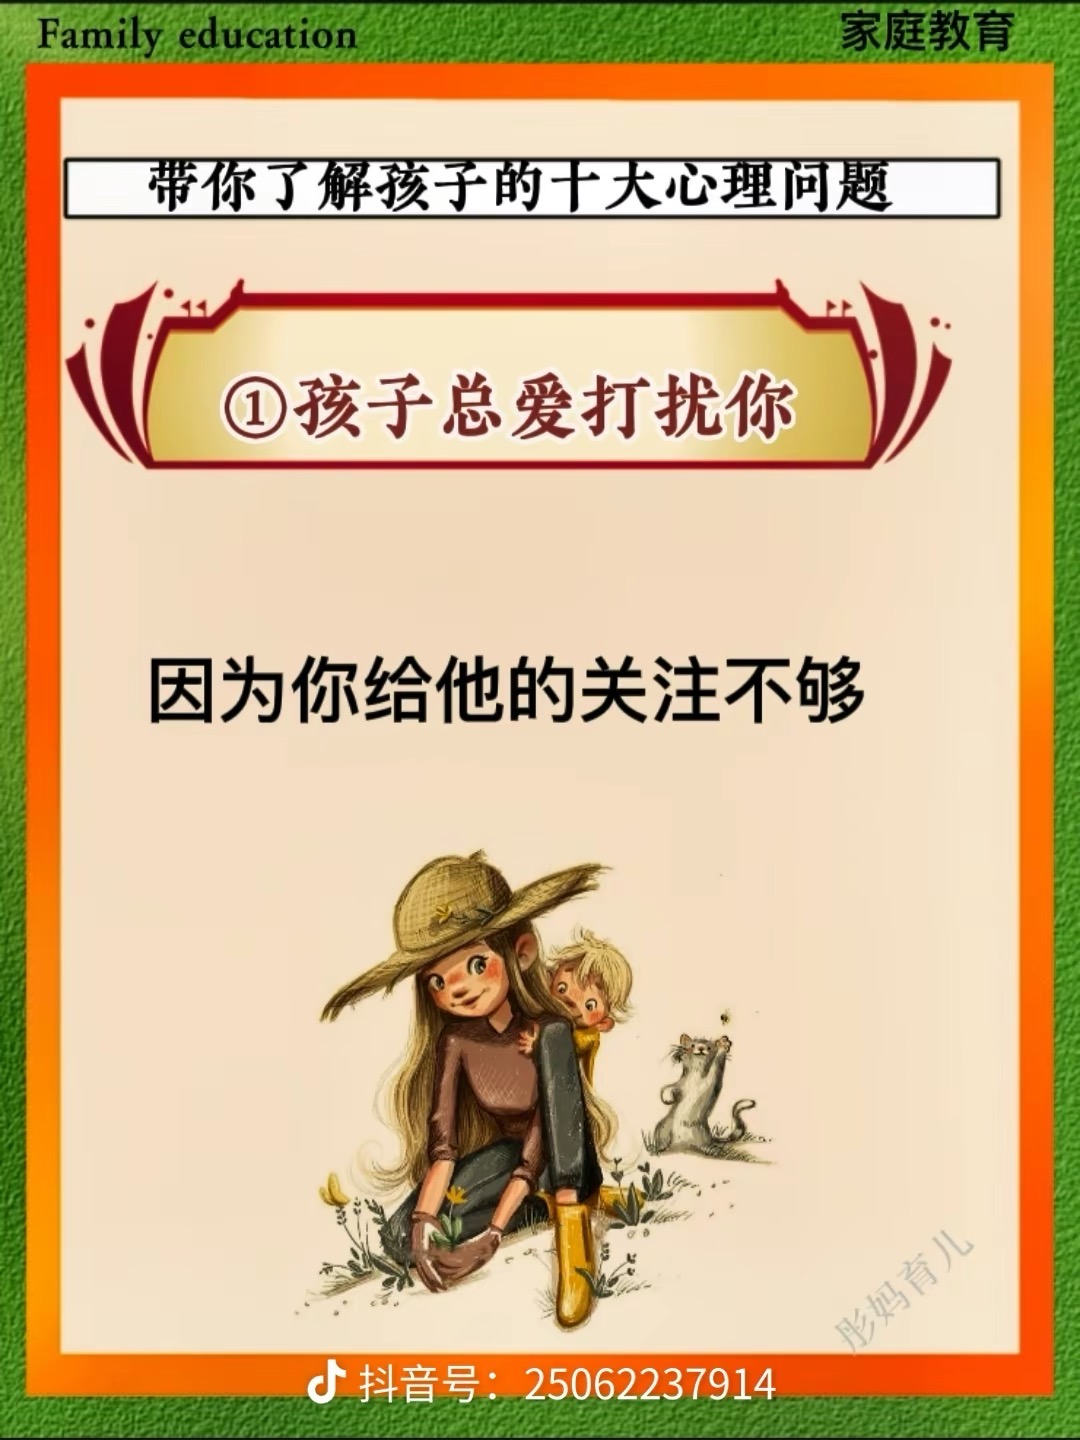 Family education
家庭教育
带你了解孩子的十大心理问题
①孩子总爱打扰你
因为你给他的关注不够
彤妈育儿
抖音号：25062237914